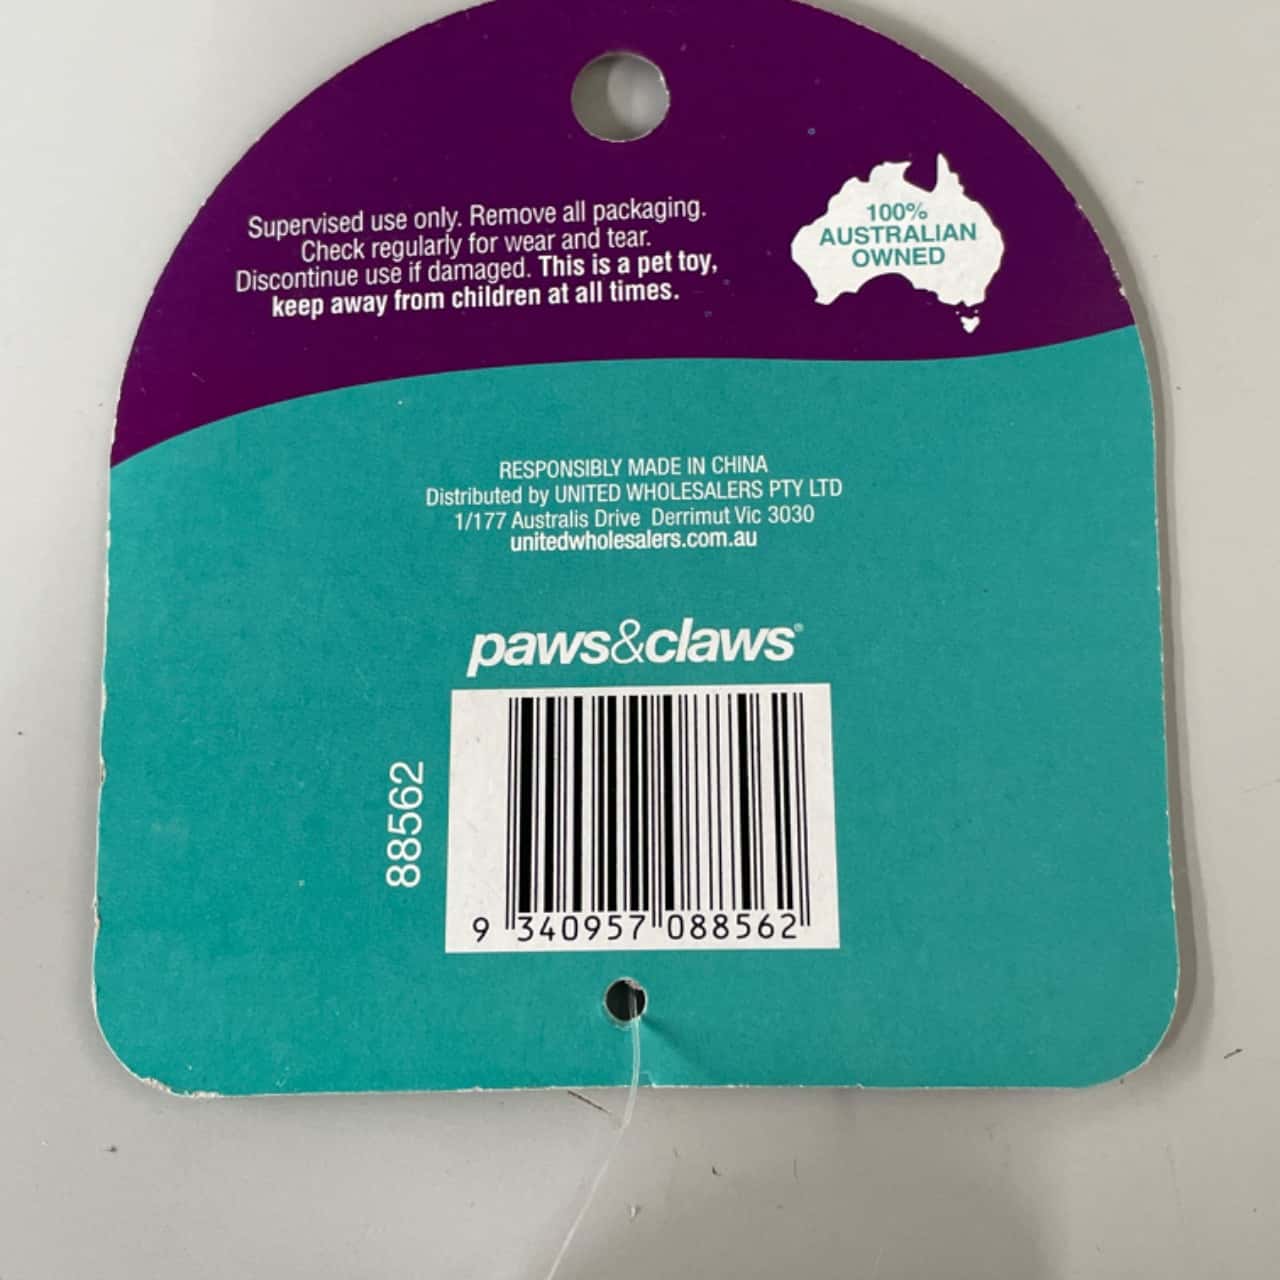 Supervised use only. Remove all packaging.
Check regularly for wear and tear.
Discontinue use if damaged. This is a pet toy,
keep away from children at all times.
100%
AUSTRALIAN
OWNED
RESPONSIBLY MADE IN CHINA
Distributed by UNITED WHOLESALERS PTY LTD
1/177 Australis Drive Derrimut Vic 3030
unitedwholesalers.com.au
paws&claws®
88562
9 340957 088562